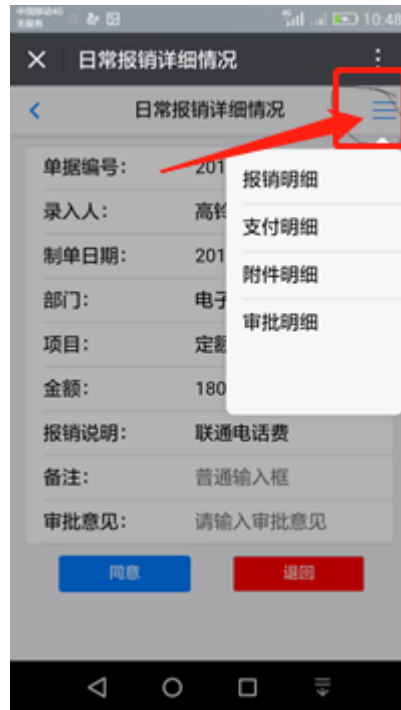 中国移动4G
无服务
10:48
日常报销详细情况
日常报销详细情况
报销明细
支付明细
附件明细
审批明细
单据编号: 201
录入人: 高
制单日期: 201
部门: 电子
项目: 定额
金额: 180
报销说明: 联通电话费
备注: 普通输入框
审批意见: 请输入审批意见
同意
退回